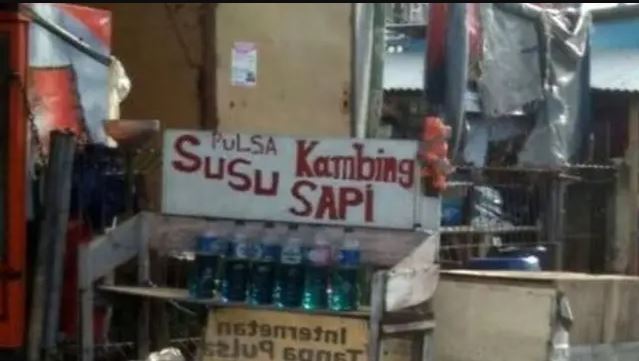 PULSA
SUSU Kambing
SAPI
Internetan
Tanpa Pulsa